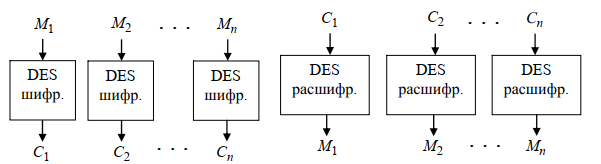 M1 M2 . . . Mn
DES шифр. DES шифр. DES шифр.
C1 C2 . . . Cn
C1 C2 . . . Cn
DES расшифр. DES расшифр. DES расшифр.
M1 M2 . . . Mn